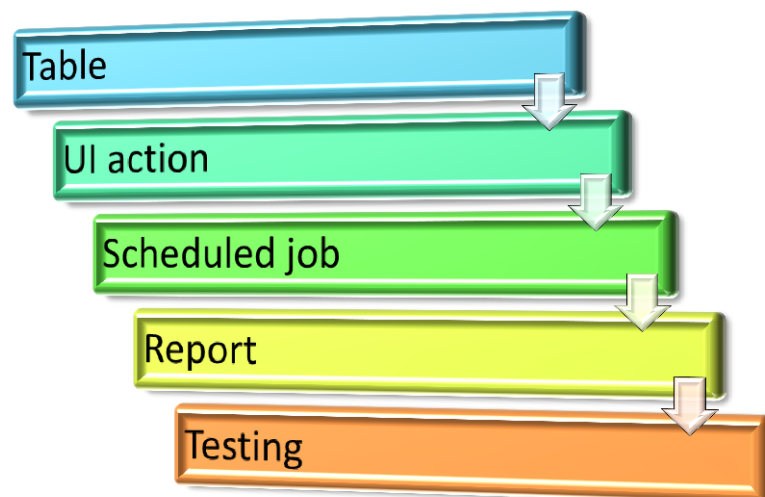 Table
UI action
Scheduled job
Report
Testing